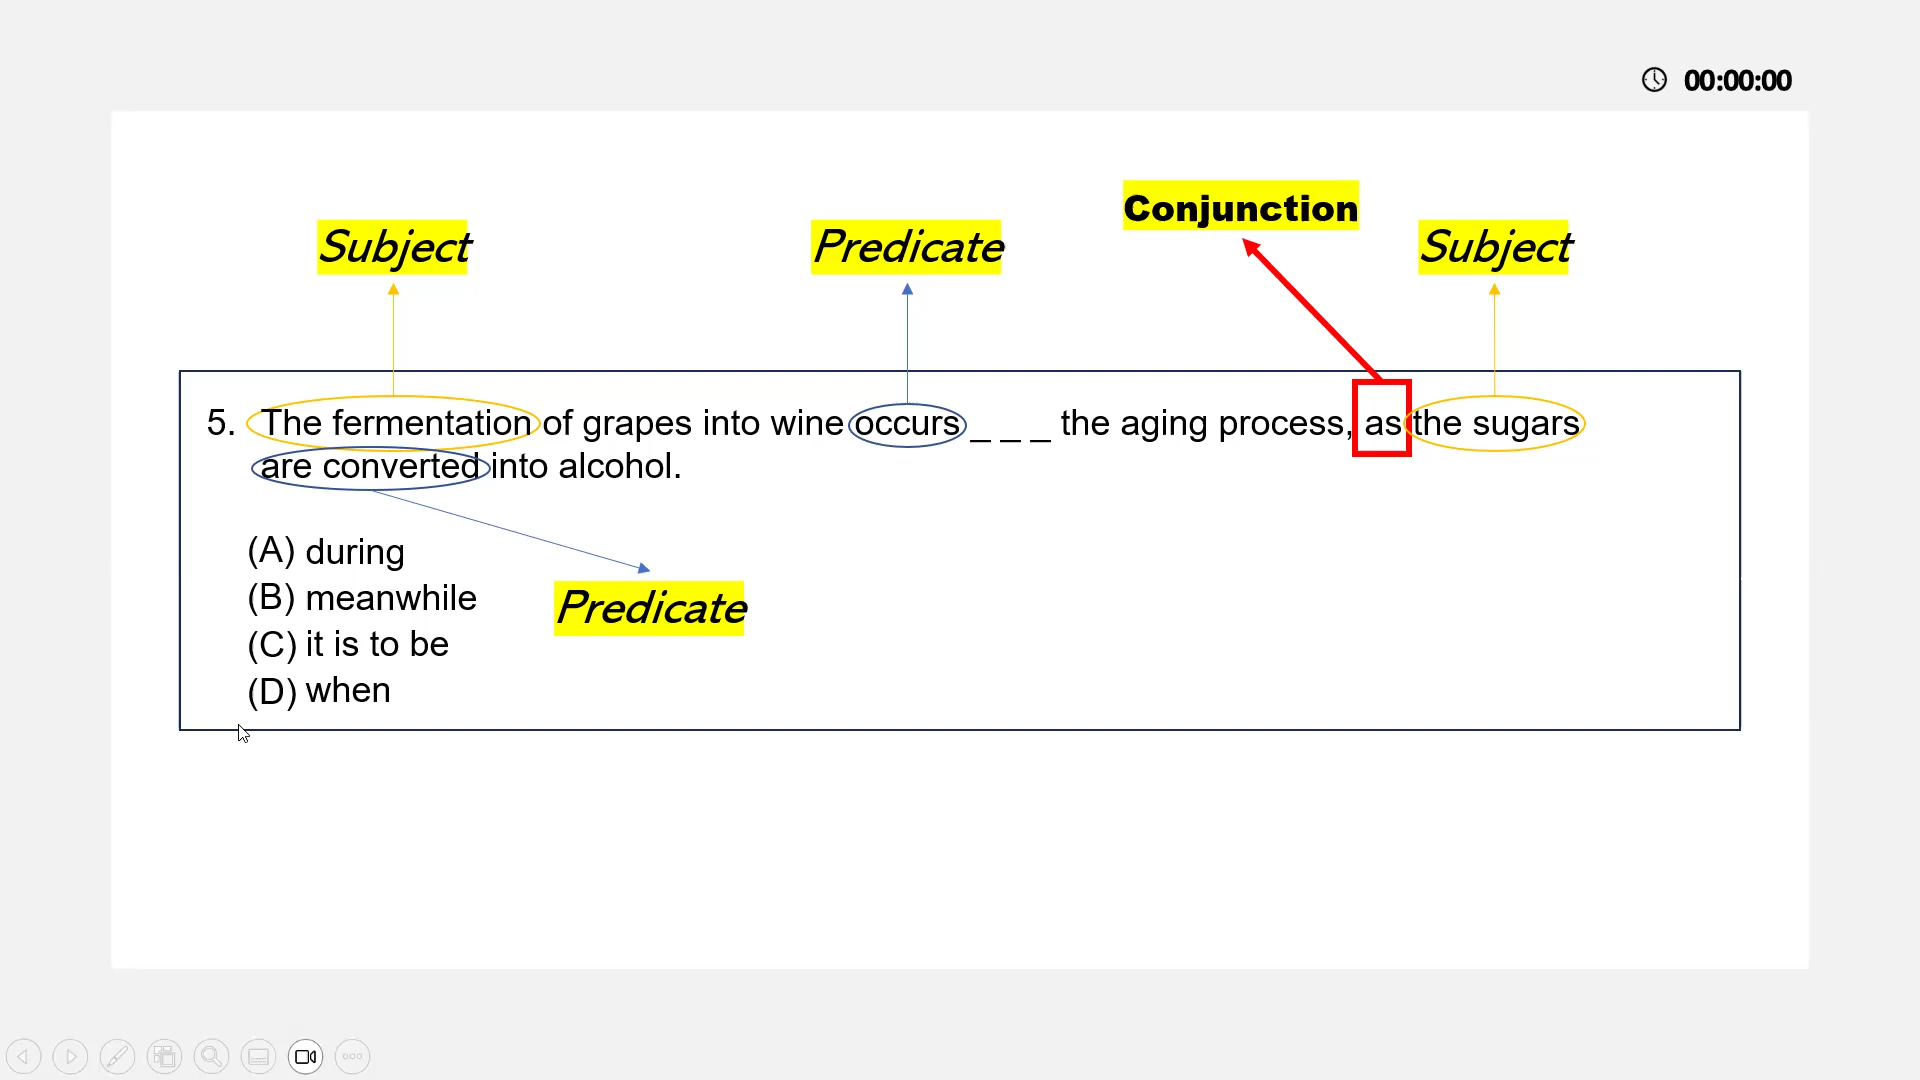 00:00:00
Conjunction
Subject Predicate Subject
5. The fermentation of grapes into wine occurs _ _ _ the aging process, as the sugars
are converted into alcohol.
(A) during
(B) meanwhile
Predicate
(C) it is to be
(D) when